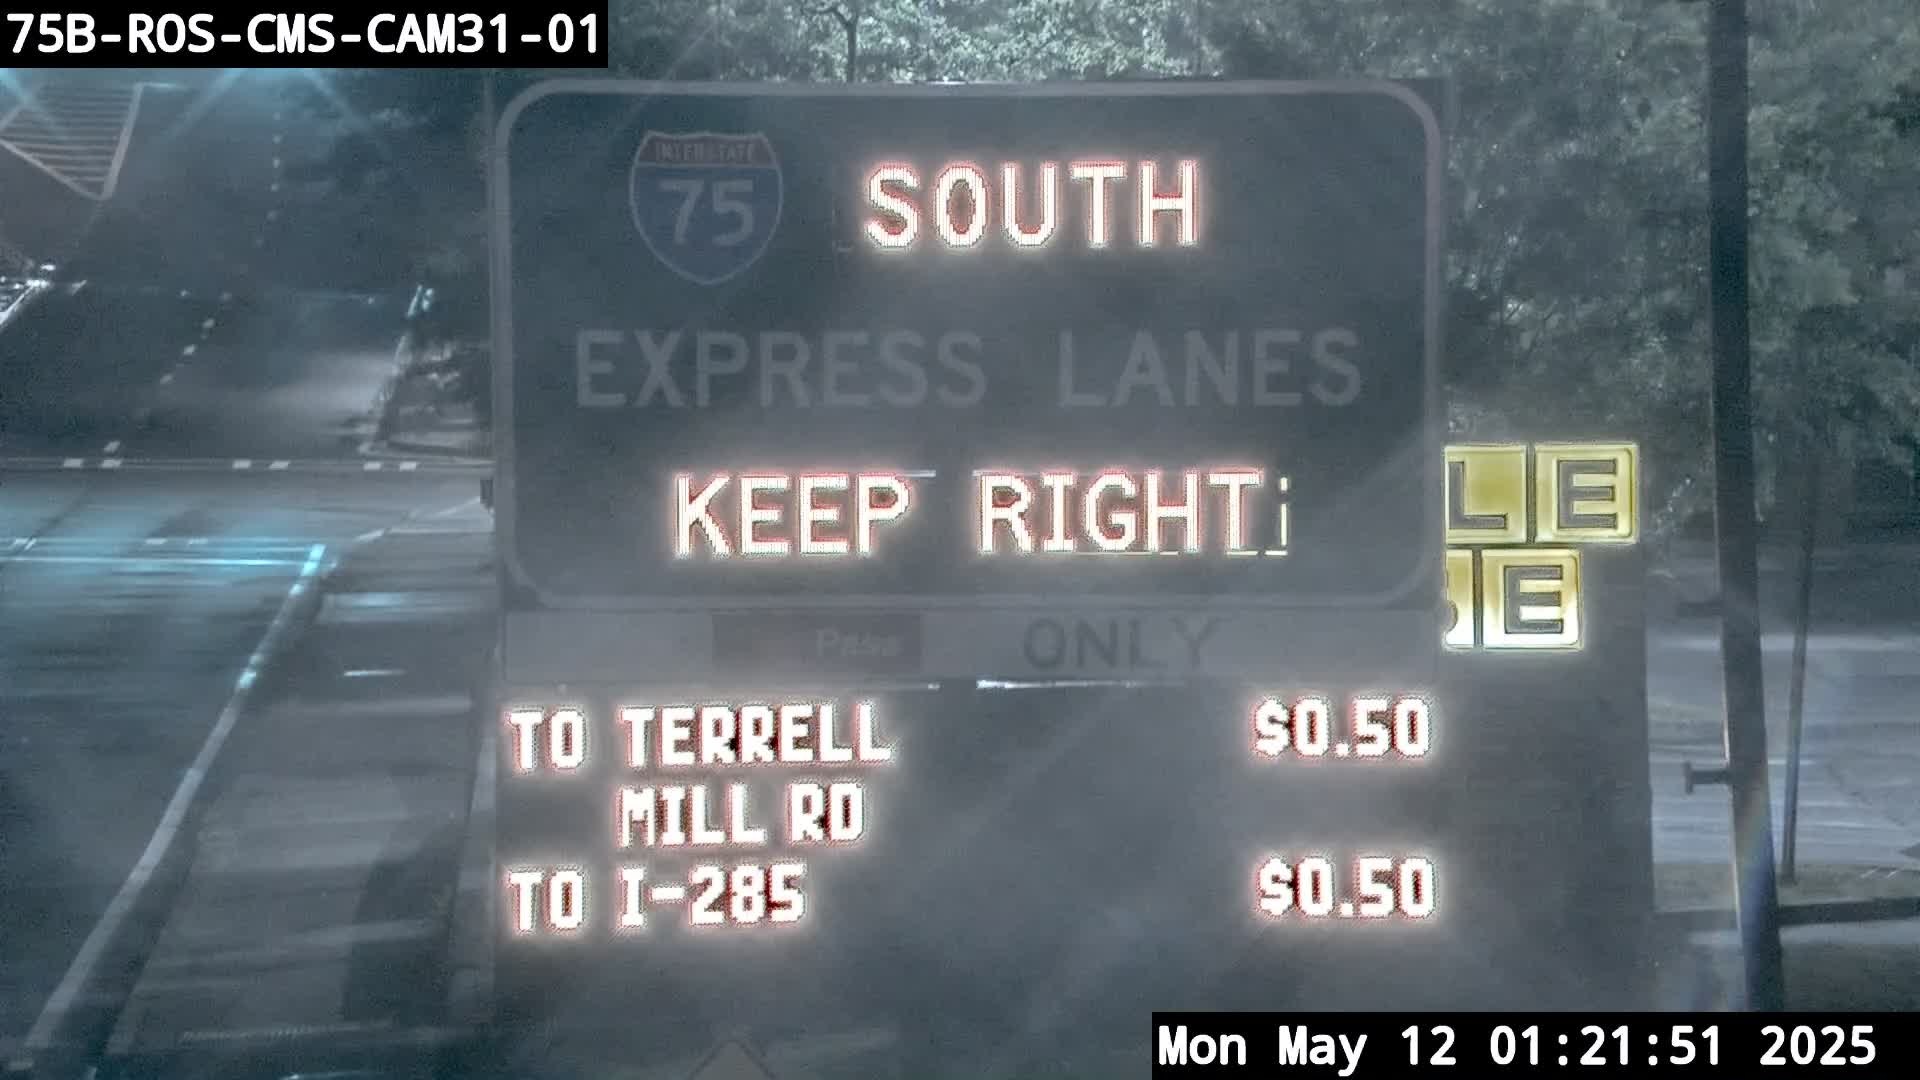 75B-ROS-CMS-CAM31-01
INTERSTATE
75
SOUTH
EXPRESS LANES
KEEP RIGHT
Pass ONLY
LE
E
TO TERRELL $0.50
MILL RD
TO I-285 $0.50
Mon May 12 01:21:51 2025